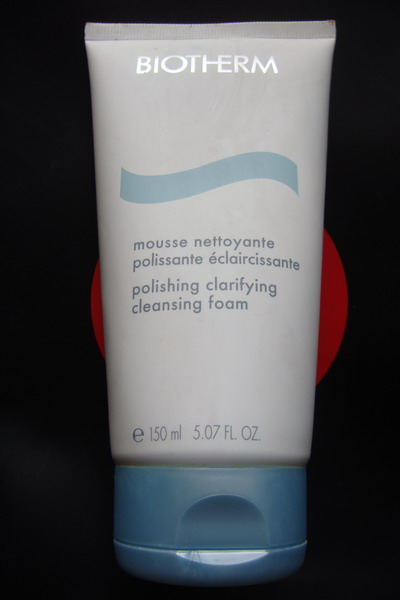 BIOTHERM
mousse nettoyante
polissante éclaircissante
polishing clarifying
cleansing foam
℮ 150 ml 5.07 FL. OZ.